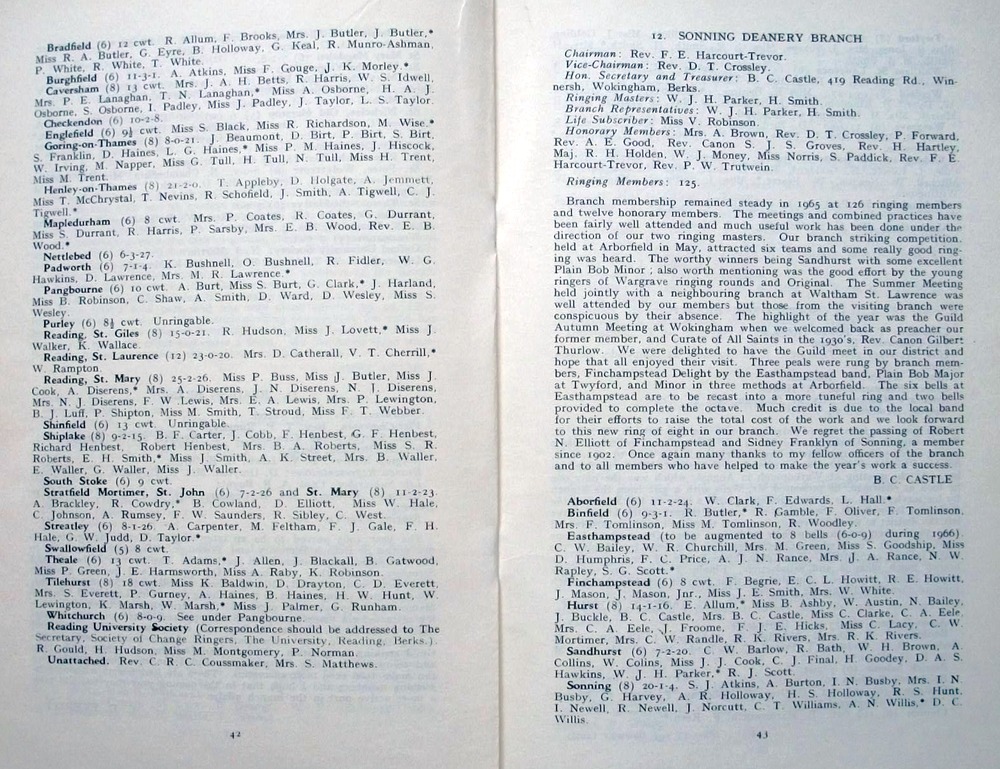 Bradfield (6) 12 cwt. R. Allum, F. Brooks, Mrs. J. Butler, J. Butler,*
Miss R. A. Butler, G. Eyre, B. Holloway, G. Keal, R. Munro-Ashman,
P. White, R. White, T. White.
Burghfield (6) 11-3-1. A. Atkins, Miss F. Gouge, J. K. Morley.*
Caversham (8) 13 cwt. Mrs. J. A. H. Betts, R. Harris, W. S. Idwell,
Mrs. P. E. Lanaghan, T. N. Lanaghan,* Miss A. Osborne, H. A. J.
Osborne, S. Osborne, I. Padley, Miss J. Padley, J. Taylor, L. S. Taylor.
Checkendon (6) 10-2-8.
Englefield (6) 9½ cwt. Miss S. Black, Miss R. Richardson, M. Wise.*
Goring-on-Thames (8) 8-0-21. J. Beaumont, D. Birt, P. Birt, S. Birt,
S. Franklin, D. Haines, L. G. Haines,* Miss P. M. Haines, J. Hiscock,
W. Irving, M. Napper, Miss G. Tull, H. Tull, N. Tull, Miss H. Trent,
Miss M. Trent.
Henley-on-Thames (8) 21-2-0. T. Appleby, D. Holgate, A. Jemmett,
Miss T. McChrystal, T. Nevins, R. Schofield, J. Smith, A. Tigwell, C. J.
Tigwell.*
Mapledurham (6) 8 cwt. Mrs. P. Coates, R. Coates, G. Durrant,
Miss S. Durrant, R. Harris, P. Sarsby, Mrs. E. B. Wood, Rev. E. B.
Wood.*
Nettlebed (6) 6-3-27.
Padworth (6) 7-1-4. K. Bushnell, O. Bushnell, R. Fidler, W. G.
Hawkins, D. Lawrence, Mrs. M. R. Lawrence.*
Pangbourne (6) 10 cwt. A. Burt, Miss S. Burt, G. Clark,* J. Harland,
Miss B. Robinson, C. Shaw, A. Smith, D. Ward, D. Wesley, Miss S.
Wesley.
Purley (6) 8½ cwt. Unringable.
Reading, St. Giles (8) 15-0-21. R. Hudson, Miss J. Lovett,* Miss J.
Walker, K. Wallace.
Reading, St. Laurence (12) 23-0-20. Mrs. D. Catherall, V. T. Cherrill,*
W. Rampton.
Reading, St. Mary (8) 25-2-26. Miss P. Buss, Miss J. Butler, Miss J.
Cook, A. Diserens,* Mrs. A. Diserens, J. N. Diserens, N. J. Diserens,
Mrs. N. J. Diserens, F. W. Lewis, Mrs. E. A. Lewis, Mrs. P. Lewington,
B. J. Luff, P. Shipton, Miss M. Smith, T. Stroud, Miss F. T. Webber.
Shinfield (6) 13 cwt. Unringable.
Shiplake (8) 9-2-15. B. F. Carter, J. Cobb, F. Henbest, G. F. Henbest,
Richard Henbest, Robert Henbest, Mrs. B. A. Roberts, Miss S. R.
Roberts, E. H. Smith,* Miss J. Smith, A. K. Street, Mrs. B. Waller,
E. Waller, G. Waller, Miss J. Waller.
South Stoke (6) 9 cwt.
Stratfield Mortimer, St. John (6) 7-2-26 and St. Mary (8) 11-2-23.
A. Brackley, R. Cowdry,* B. Cowland, D. Elliott, Miss W. Hale,
C. Johnson, A. Rumsey, F. W. Saunders, R. Sibley, C. West.
Streatley (6) 8-1-26. A. Carpenter, M. Feltham, F. J. Gale, F. H.
Hale, G. W. Judd, D. Taylor.*
Swallowfield (5) 8 cwt.
Theale (6) 13 cwt. T. Adams,* J. Allen, J. Blackall, B. Gatwood,
Miss P. Green, J. E. Harmsworth, Miss A. Raby, K. Robinson.
Tilehurst (8) 18 cwt. Miss K. Baldwin, D. Drayton, C. D. Everett,
Mrs. S. Everett, P. Gurney, A. Haines, B. Haines, H. W. Hunt, W.
Lewington, K. Marsh, W. Marsh,* Miss J. Palmer, G. Runham.
Whitchurch (6) 8-0-9. See under Pangbourne.
Reading University Society (Correspondence should be addressed to The
Secretary, Society of Change Ringers, The University, Reading, Berks.).
R. Gould, H. Hudson, Miss M. Montgomery, P. Norman.
Unattached. Rev. C. R. C. Coussmaker, Mrs. S. Matthews.
42
12. SONNING DEANERY BRANCH
Chairman: Rev. F. E. Harcourt-Trevor.
Vice-Chairman: Rev. D. T. Crossley.
Hon. Secretary and Treasurer: B. C. Castle, 419 Reading Rd., Win-
nersh, Wokingham, Berks.
Ringing Masters: W. J. H. Parker, H. Smith.
Branch Representatives: W. J. H. Parker, H. Smith.
Life Subscriber: Miss V. Robinson.
Honorary Members: Mrs. A. Brown, Rev. D. T. Crossley, P. Forward,
Rev. A. E. Good, Rev. Canon S. J. S. Groves, Rev. H. Hartley,
Maj. R. H. Holden, W. J. Money, Miss Norris, S. Paddick, Rev. F. E.
Harcourt-Trevor, Rev. P. W. Trutwein.
Ringing Members: 125.
Branch membership remained steady in 1965 at 126 ringing members
and twelve honorary members. The meetings and combined practices have
been fairly well attended and much useful work has been done under the
direction of our two ringing masters. Our branch striking competition,
held at Arborfield in May, attracted six teams and some really good ring-
ing was heard. The worthy winners being Sandhurst with some excellent
Plain Bob Minor ; also worth mentioning was the good effort by the young
ringers of Wargrave ringing rounds and Original. The Summer Meeting
held jointly with a neighbouring branch at Waltham St. Lawrence was
well attended by our members but those from the visiting branch were
conspicuous by their absence. The highlight of the year was the Guild
Autumn Meeting at Wokingham when we welcomed back as preacher our
former member, and Curate of All Saints in the 1930's, Rev. Canon Gilbert
Thurlow. We were delighted to have the Guild meet in our district and
hope that all enjoyed their visit. Three peals were rung by branch mem-
bers, Finchampstead Delight by the Easthampstead band, Plain Bob Major
at Twyford, and Minor in three methods at Arborfield. The six bells at
Easthampstead are to be recast into a more tuneful ring and two bells
provided to complete the octave. Much credit is due to the local band
for their efforts to raise the total cost of the work and we look forward
to this new ring of eight in our branch. We regret the passing of Robert
N. Elliott of Finchampstead and Sidney Franklyn of Sonning, a member
since 1902. Once again many thanks to my fellow officers of the branch
and to all members who have helped to make the year's work a success.
B. C. CASTLE
Aborfield (6) 11-2-24. W. Clark, F. Edwards, L. Hall.*
Binfield (6) 9-3-1. R. Butler,* R. Gamble, F. Oliver, F. Tomlinson,
Mrs. F. Tomlinson, Miss M. Tomlinson, R. Woodley.
Easthampstead (to be augmented to 8 bells (6-0-9) during 1966).
C. W. Bailey, W. R. Churchill, Mrs. M. Green, Miss S. Goodship, Miss
D. Humphris, F. C. Price, A. J. N. Rance, Mrs. J. A. Rance, N. W.
Rapley, S. G. Scott.*
Finchampstead (6) 8 cwt. F. Begrie, E. C. L. Howitt, R. E. Howitt,
J. Mason, J. Mason, Jnr., Miss J. E. Smith, Mrs. W. White.
Hurst (8) 14-1-16. E. Allum,* Miss B. Ashby, W. Austin, N. Bailey,
J. Buckle, B. C. Castle, Mrs. B. C. Castle, Miss C. Clarke, C. A. Eele,
Mrs. C. A. Eele, J. Froome, F. J. E. Hicks, Miss C. Lacy, C. W.
Mortimer, Mrs. C. W. Randle, R. K. Rivers, Mrs. R. K. Rivers.
Sandhurst (6) 7-2-20. C. W. Barlow, R. Bath, W. H. Brown, A.
Collins, W. Colins, Miss J. J. Cook, C. J. Final, H. Goodey, D. A. S.
Hawkins, W. J. H. Parker,* R. J. Scott.
Sonning (8) 20-1-4. S. J. Atkins, A. Burton, I. N. Busby, Mrs. I. N.
Busby, G. Harvey, A. R. Holloway, H. S. Holloway, R. S. Hunt,
I. Newell, R. Newell, J. Norcutt, C. T. Williams, A. N. Willis,* D. C.
Willis.
43